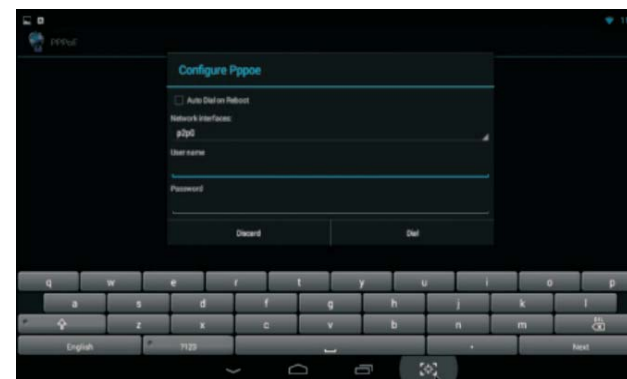 PPPoE
Configure Pppoe
Auto Dial on Reboot
Network interfaces:
p2p0
User name
Password
Discard Dial
q w e r t y u i o p
a s d f g h j k l
z x c v b n m
English ?123 . Next